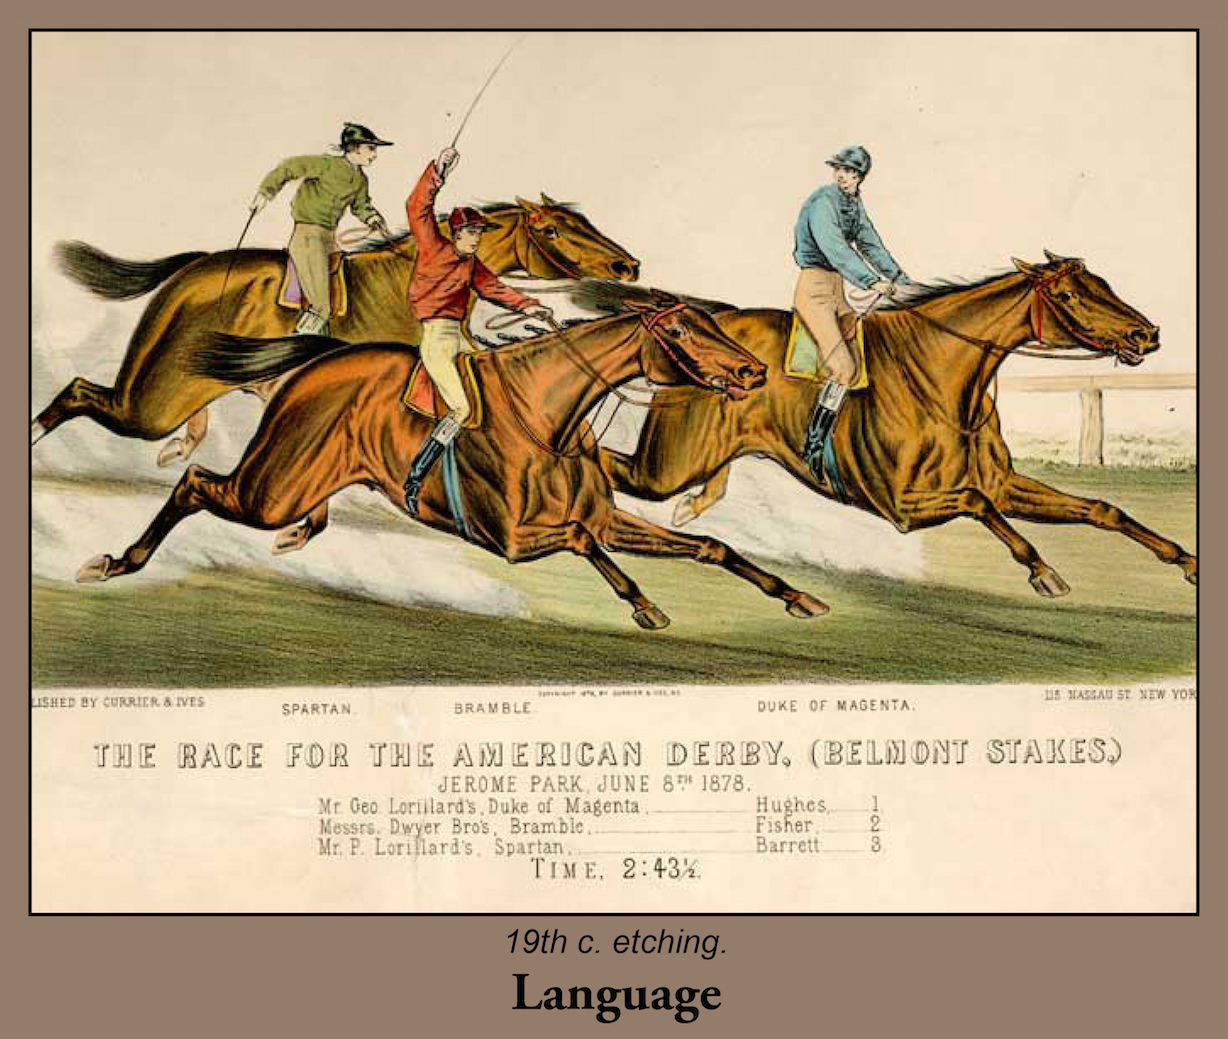 LISHED BY CURRIER & IVES
COPYRIGHT 1878, BY CURRIER & IVES, N.Y.
115 NASSAU ST. NEW YOR
SPARTAN.
BRAMBLE.
DUKE OF MAGENTA.
THE RACE FOR THE AMERICAN DERBY, (BELMONT STAKES,)
JEROME PARK, JUNE 8TH 1878.
Mr. Geo. Lorillard's, Duke of Magenta, Hughes, 1,
Messrs. Dwyer Bro's, Bramble, Fisher, 2,
Mr. P. Lorillard's, Spartan, Barrett 3,
TIME, 2:43½.
19th c. etching.
Language